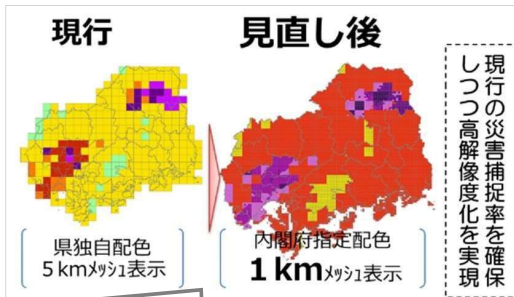 現行
見直し後
県独自配色
5kmメッシュ表示
内閣府指定配色
1kmメッシュ表示
現行の災害捕捉率を確保
しつつ高解像度化を実現